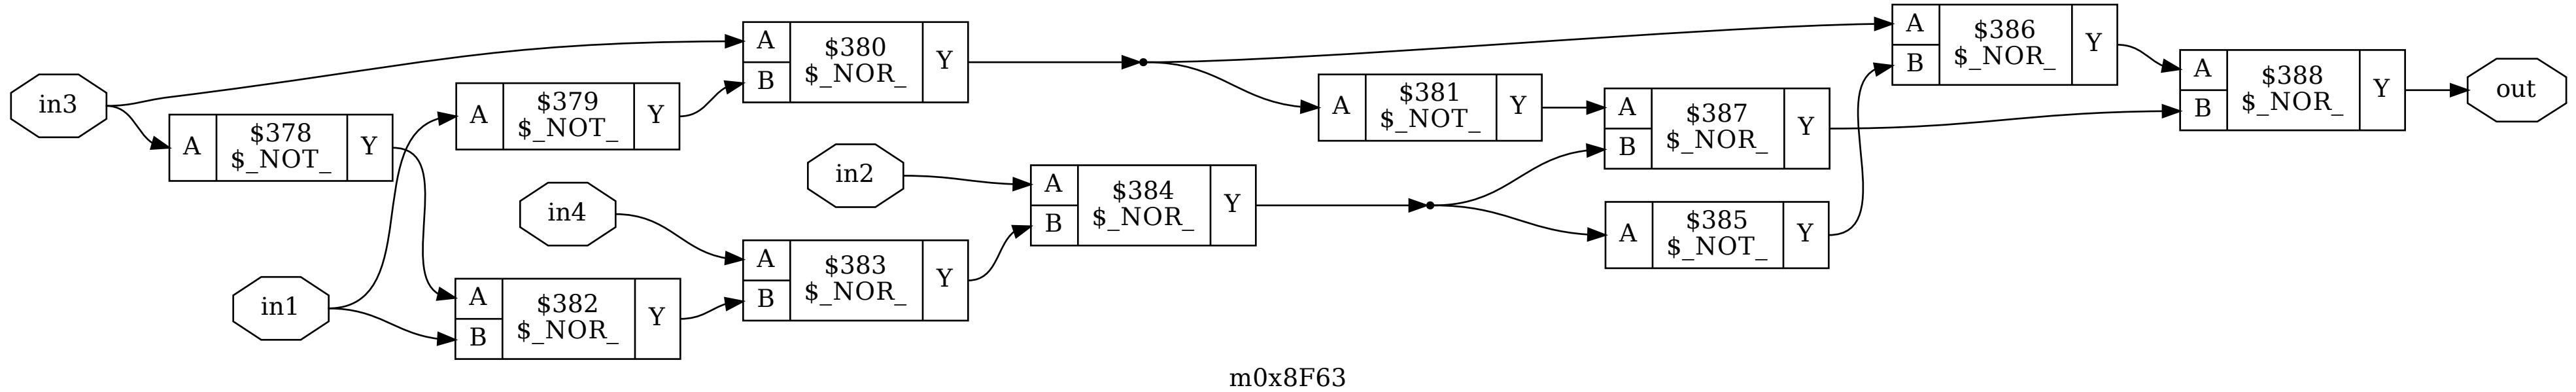 in3
A
$378
$_NOT_
Y
in1
A
$379
$_NOT_
Y
in4
A
B
$382
$_NOR_
Y
A
B
$380
$_NOR_
Y
in2
A
B
$383
$_NOR_
Y
A
B
$384
$_NOR_
Y
A
$381
$_NOT_
Y
A
B
$387
$_NOR_
Y
A
$385
$_NOT_
Y
A
B
$386
$_NOR_
Y
A
B
$388
$_NOR_
Y
out
m0x8F63